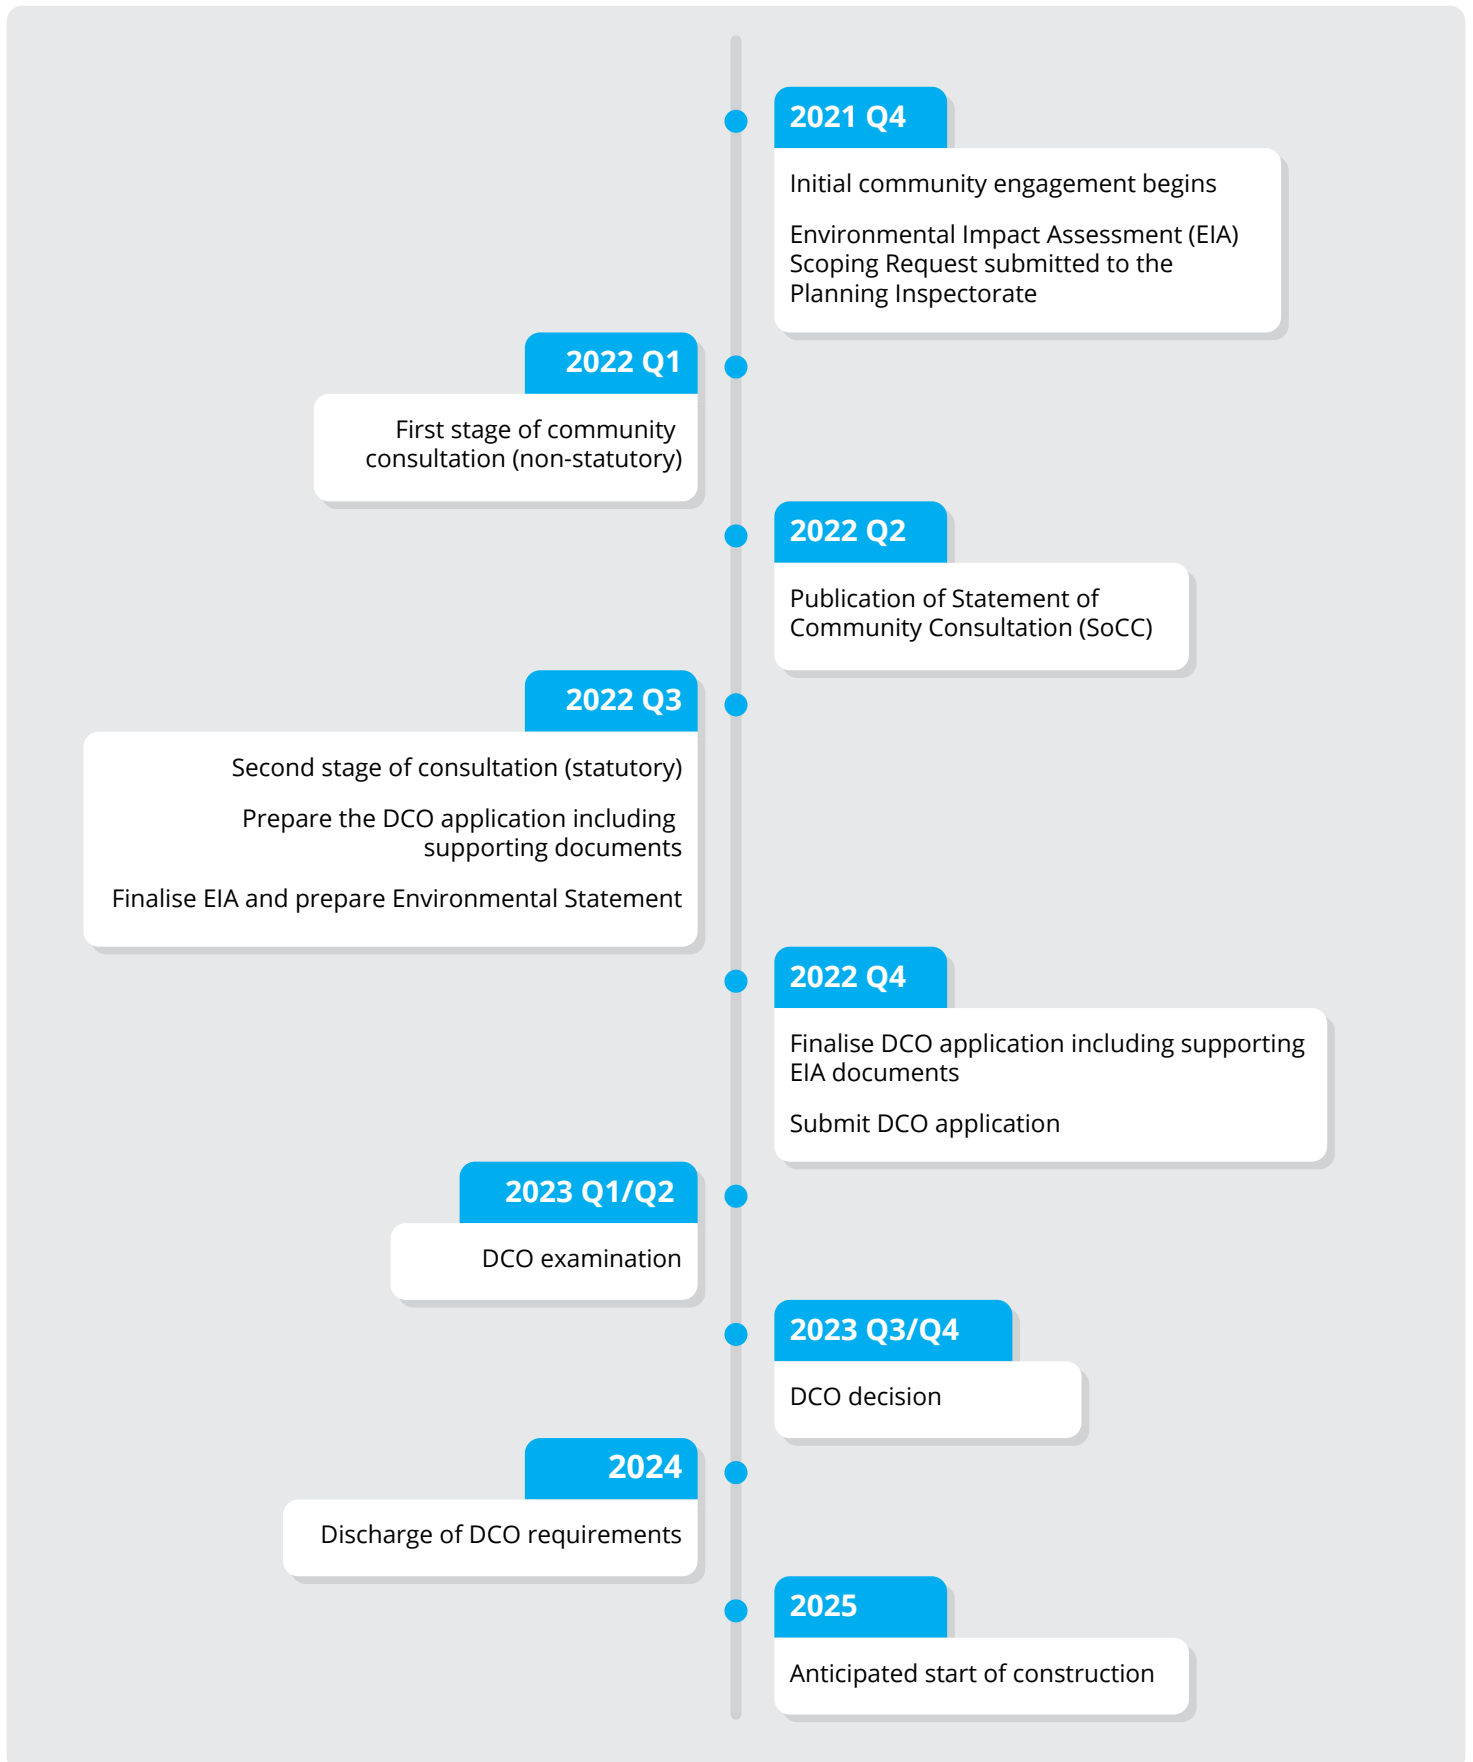 2021 Q4
Initial community engagement begins
Environmental Impact Assessment (EIA)
Scoping Request submitted to the
Planning Inspectorate
2022 Q1
First stage of community
consultation (non-statutory)
2022 Q2
Publication of Statement of
Community Consultation (SoCC)
2022 Q3
Second stage of consultation (statutory)
Prepare the DCO application including
supporting documents
Finalise EIA and prepare Environmental Statement
2022 Q4
Finalise DCO application including supporting
EIA documents
Submit DCO application
2023 Q1/Q2
DCO examination
2023 Q3/Q4
DCO decision
2024
Discharge of DCO requirements
2025
Anticipated start of construction